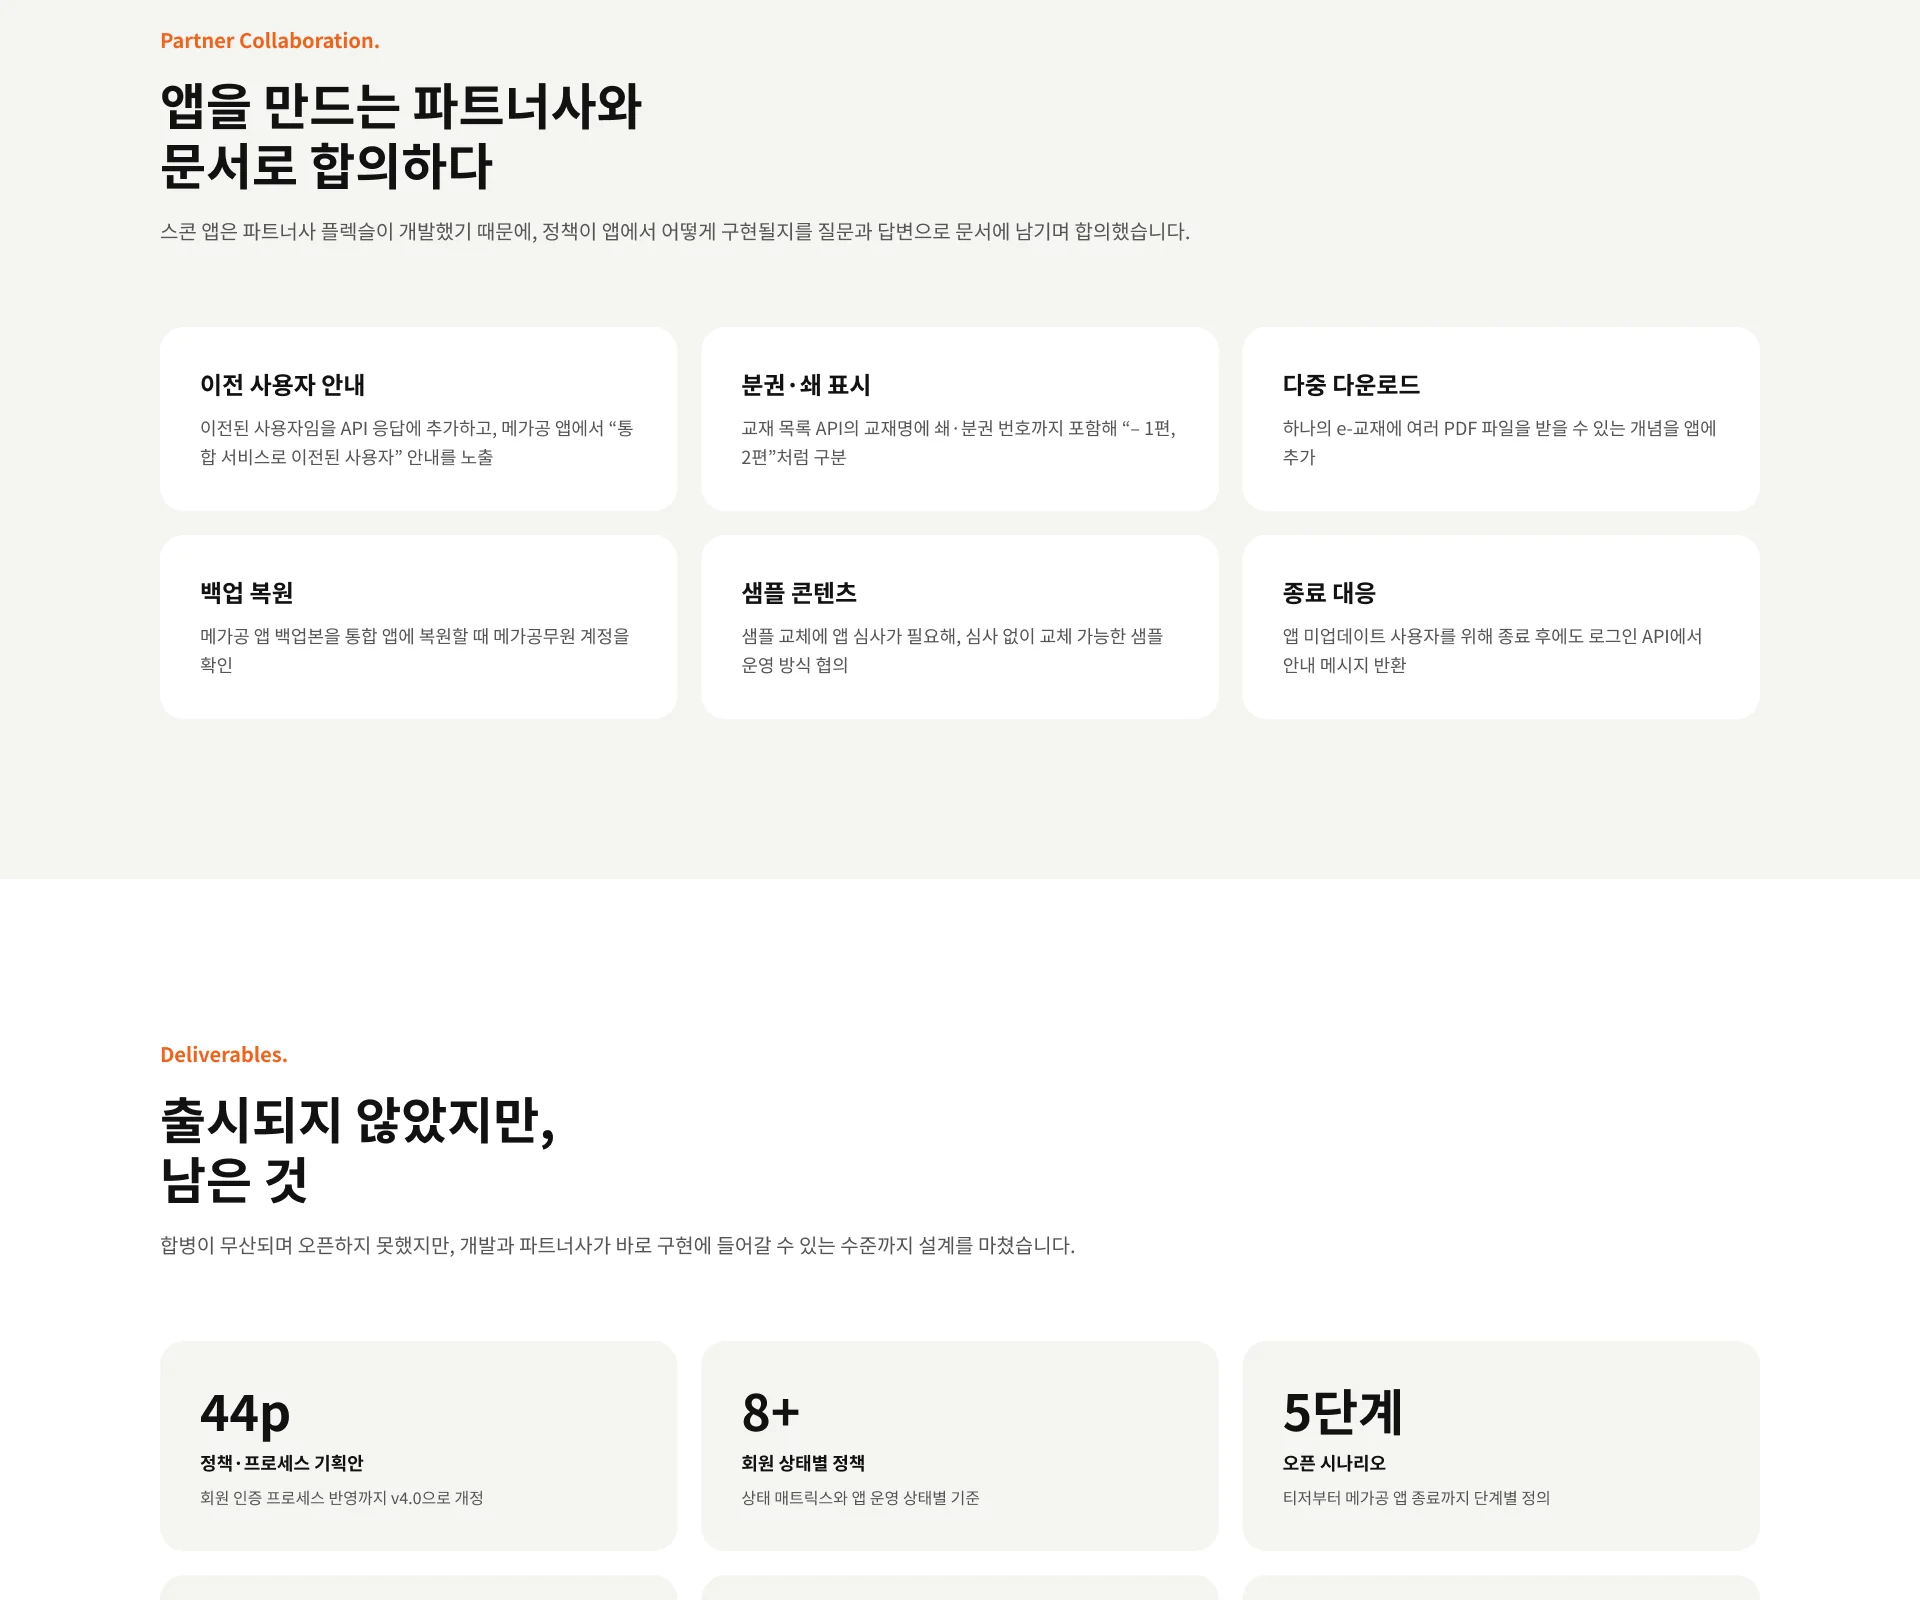 Partner Collaboration.
앱을 만드는 파트너사와
문서로 합의하다
스콘 앱은 파트너사 플렉슬이 개발했기 때문에, 정책이 앱에서 어떻게 구현될지를 질문과 답변으로 문서에 남기며 합의했습니다.
이전 사용자 안내
이전된 사용자임을 API 응답에 추가하고, 메가공 앱에서 “통
합 서비스로 이전된 사용자” 안내를 노출
분권·쇄 표시
교재 목록 API의 교재명에 쇄·분권 번호까지 포함해 “– 1편,
2편”처럼 구분
다중 다운로드
하나의 e-교재에 여러 PDF 파일을 받을 수 있는 개념을 앱에
추가
백업 복원
메가공 앱 백업본을 통합 앱에 복원할 때 메가공무원 계정을
확인
샘플 콘텐츠
샘플 교체에 앱 심사가 필요해, 심사 없이 교체 가능한 샘플
운영 방식 협의
종료 대응
앱 미업데이트 사용자를 위해 종료 후에도 로그인 API에서
안내 메시지 반환
Deliverables.
출시되지 않았지만,
남은 것
합병이 무산되며 오픈하지 못했지만, 개발과 파트너사가 바로 구현에 들어갈 수 있는 수준까지 설계를 마쳤습니다.
44p
정책·프로세스 기획안
회원 인증 프로세스 반영까지 v4.0으로 개정
8+
회원 상태별 정책
상태 매트릭스와 앱 운영 상태별 기준
5단계
오픈 시나리오
티저부터 메가공 앱 종료까지 단계별 정의